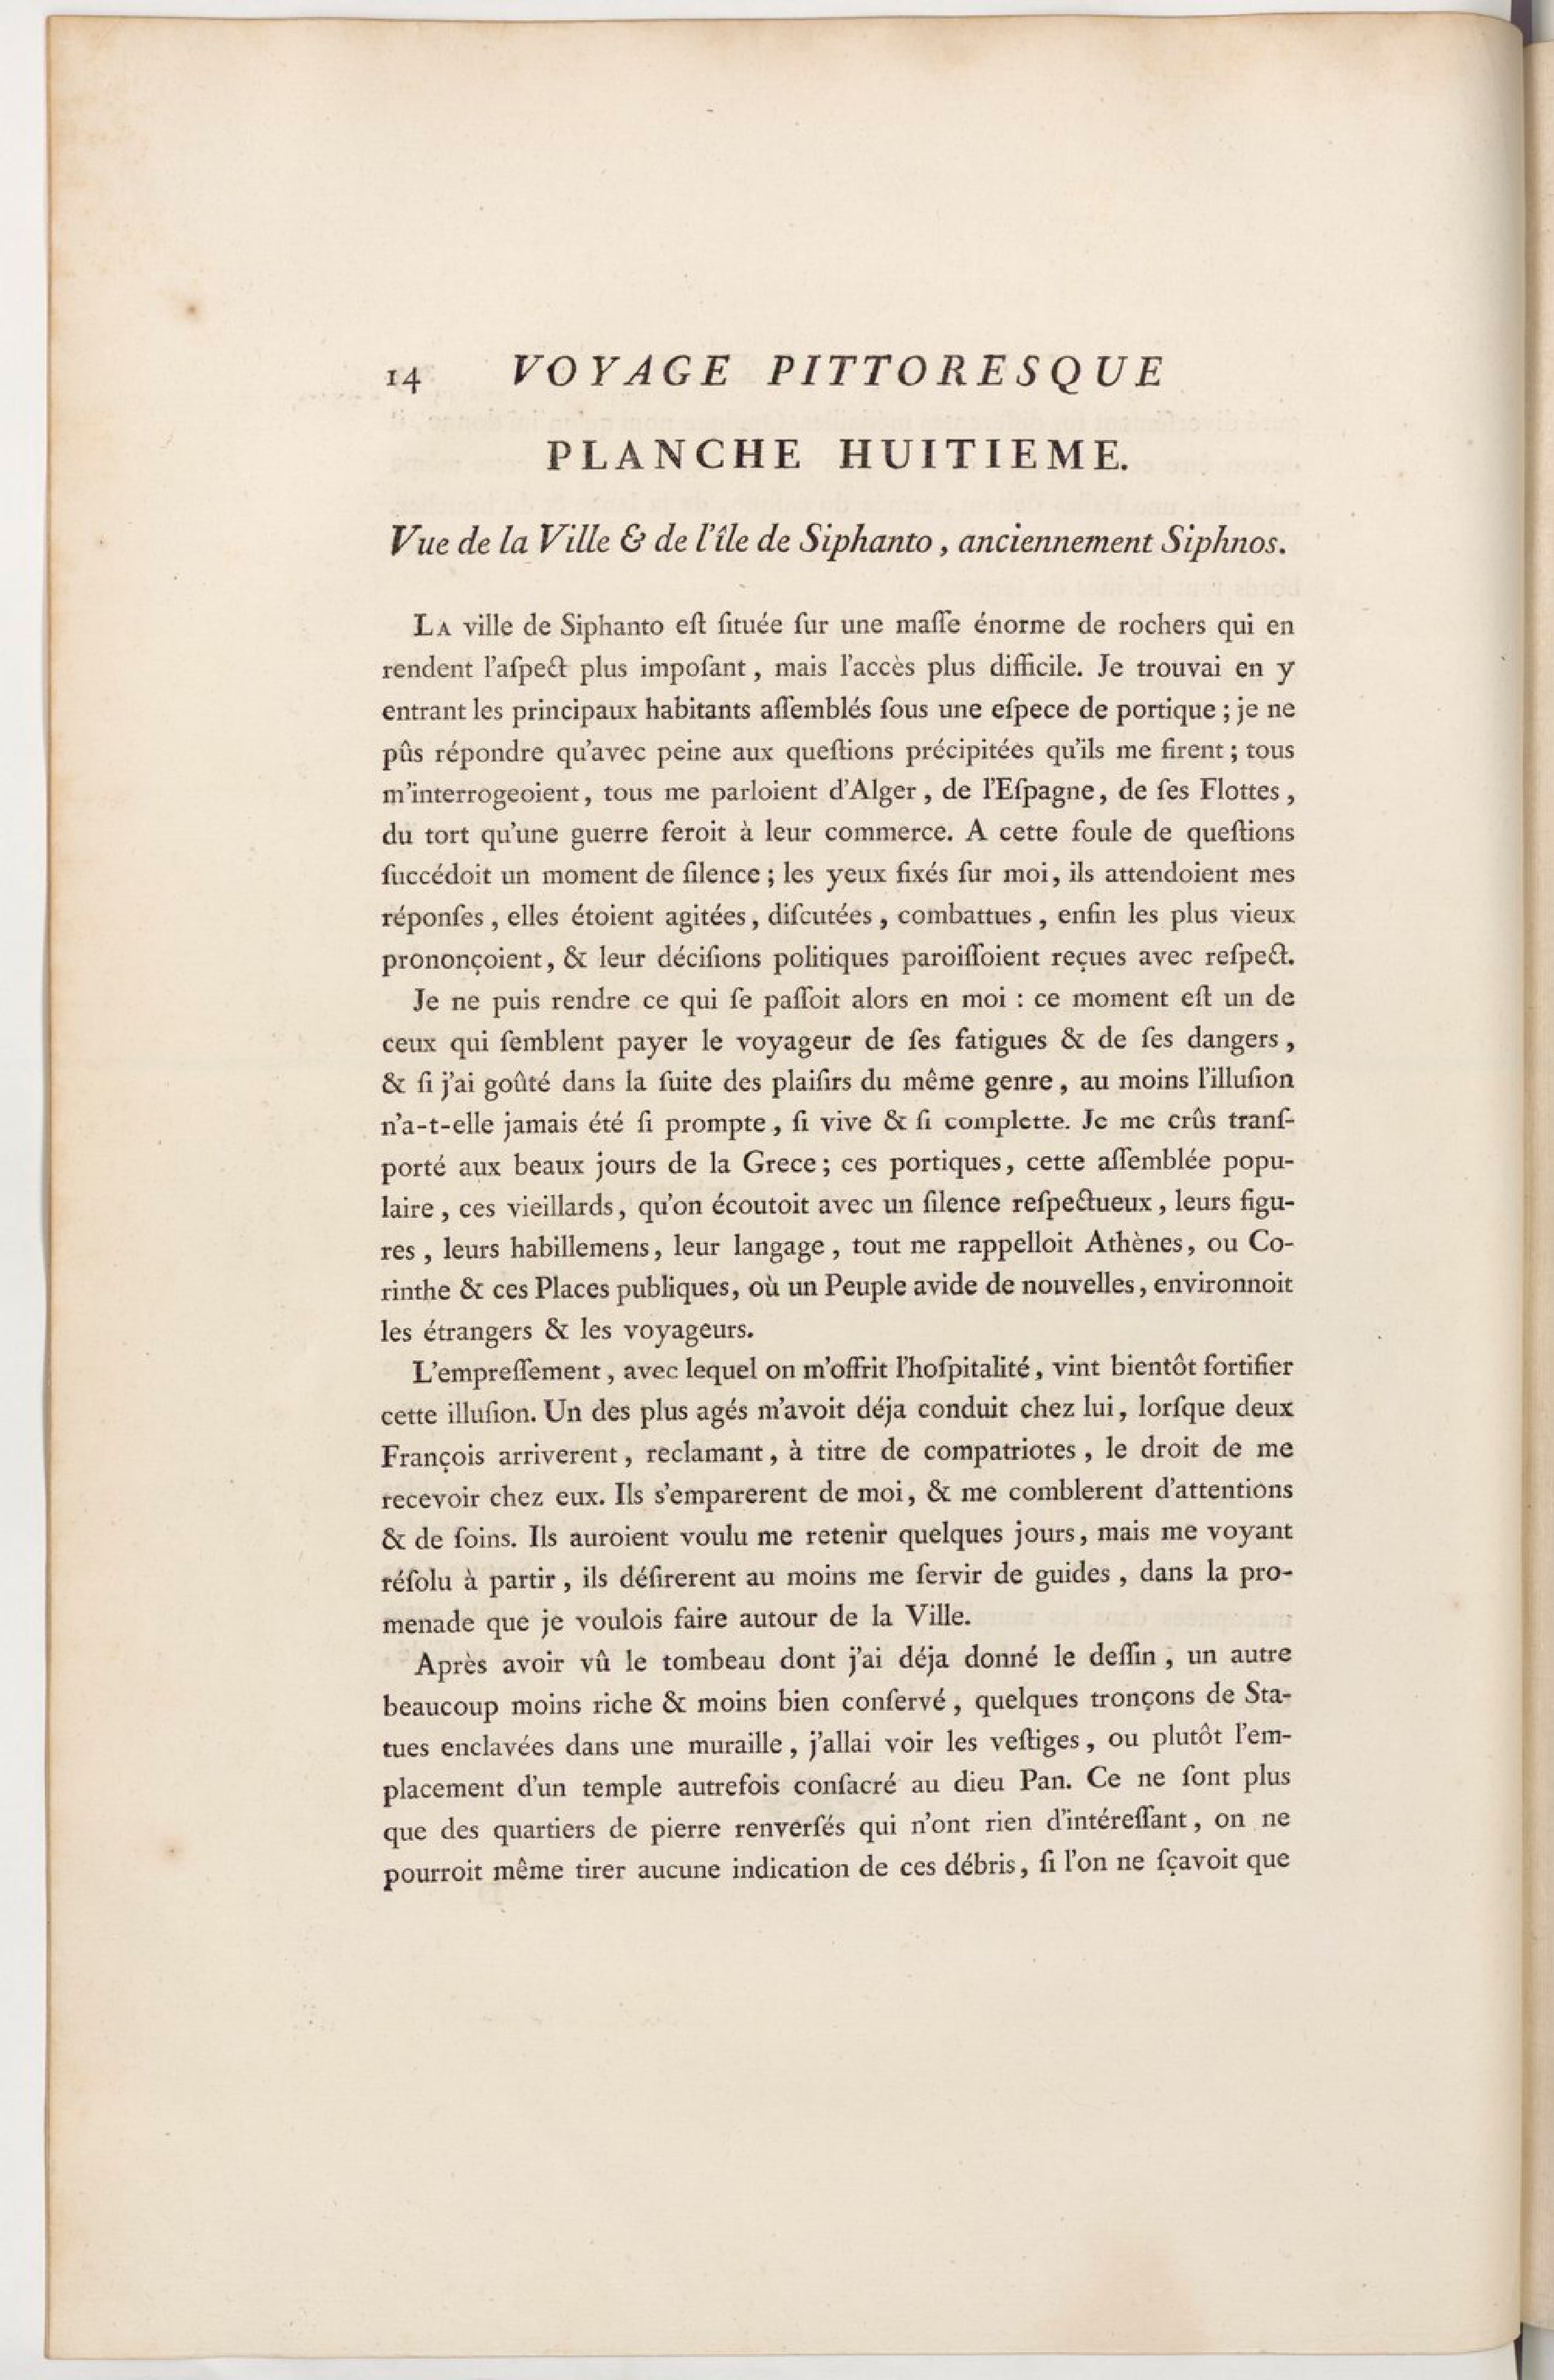 14 VOYAGE PITTORESQUE
PLANCHE HUITIEME.
Vue de la Ville & de l'île de Siphanto, anciennement Siphnos.
LA ville de Siphanto eſt ſituée ſur une maſſe énorme de rochers qui en
rendent l'aſpect plus impoſant, mais l'accès plus difficile. Je trouvai en y
entrant les principaux habitants aſſemblés ſous une eſpece de portique; je ne
pûs répondre qu'avec peine aux queſtions précipitées qu'ils me firent; tous
m'interrogeoient, tous me parloient d'Alger, de l'Eſpagne, de ſes Flottes,
du tort qu'une guerre feroit à leur commerce. A cette foule de queſtions
ſuccédoit un moment de ſilence; les yeux fixés ſur moi, ils attendoient mes
réponſes, elles étoient agitées, diſcutées, combattues, enfin les plus vieux
prononçoient, & leur déciſions politiques paroiſſoient reçues avec reſpect.
Je ne puis rendre ce qui ſe paſſoit alors en moi : ce moment eſt un de
ceux qui ſemblent payer le voyageur de ſes fatigues & de ſes dangers,
& ſi j'ai goûté dans la ſuite des plaiſirs du même genre, au moins l'illuſion
n'a-t-elle jamais été ſi prompte, ſi vive & ſi complette. Je me crûs tranſ-
porté aux beaux jours de la Grece; ces portiques, cette aſſemblée popu-
laire, ces vieillards, qu'on écoutoit avec un ſilence reſpectueux, leurs figu-
res, leurs habillemens, leur langage, tout me rappelloit Athènes, ou Co-
rinthe & ces Places publiques, où un Peuple avide de nouvelles, environnoit
les étrangers & les voyageurs.
L'empreſſement, avec lequel on m'offrit l'hoſpitalité, vint bientôt fortifier
cette illuſion. Un des plus agés m'avoit déja conduit chez lui, lorſque deux
François arriverent, reclamant, à titre de compatriotes, le droit de me
recevoir chez eux. Ils s'emparerent de moi, & me comblerent d'attentions
& de ſoins. Ils auroient voulu me retenir quelques jours, mais me voyant
réſolu à partir, ils déſirerent au moins me ſervir de guides, dans la pro-
menade que je voulois faire autour de la Ville.
Après avoir vû le tombeau dont j'ai déja donné le deſſin, un autre
beaucoup moins riche & moins bien conſervé, quelques tronçons de Sta-
tues enclavées dans une muraille, j'allai voir les veſtiges, ou plutôt l'em-
placement d'un temple autrefois conſacré au dieu Pan. Ce ne ſont plus
que des quartiers de pierre renverſés qui n'ont rien d'intéreſſant, on ne
pourroit même tirer aucune indication de ces débris, ſi l'on ne ſçavoit que